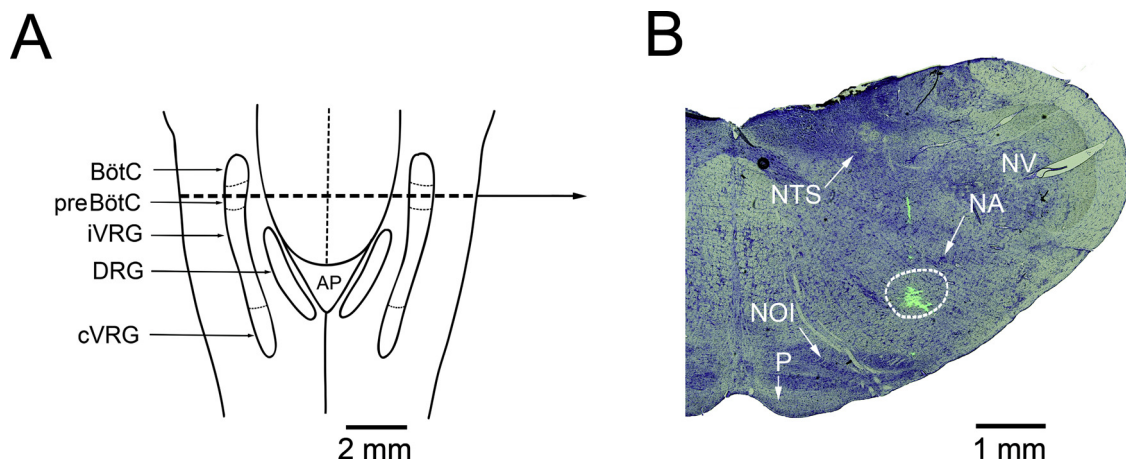 A
BötC
preBötC
iVRG
DRG
cVRG
AP
2 mm
B
NTS
NV
NA
NOI
P
1 mm